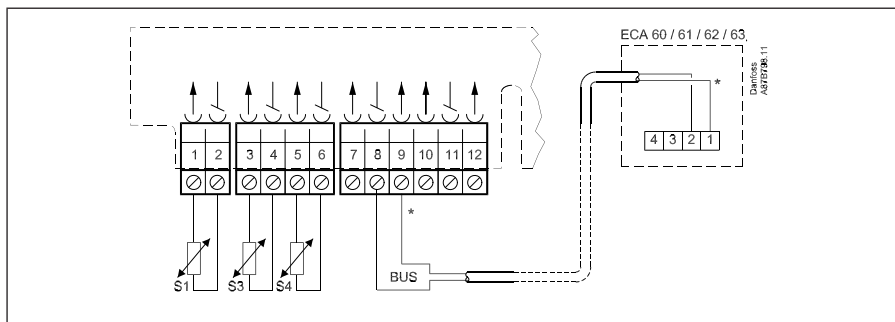 ECA 60 / 61 / 62 / 63
Danfoss
A87B798.11
*
4 3 2 1
1 2 3 4 5 6 7 8 9 10 11 12
*
S1 S3 S4
BUS